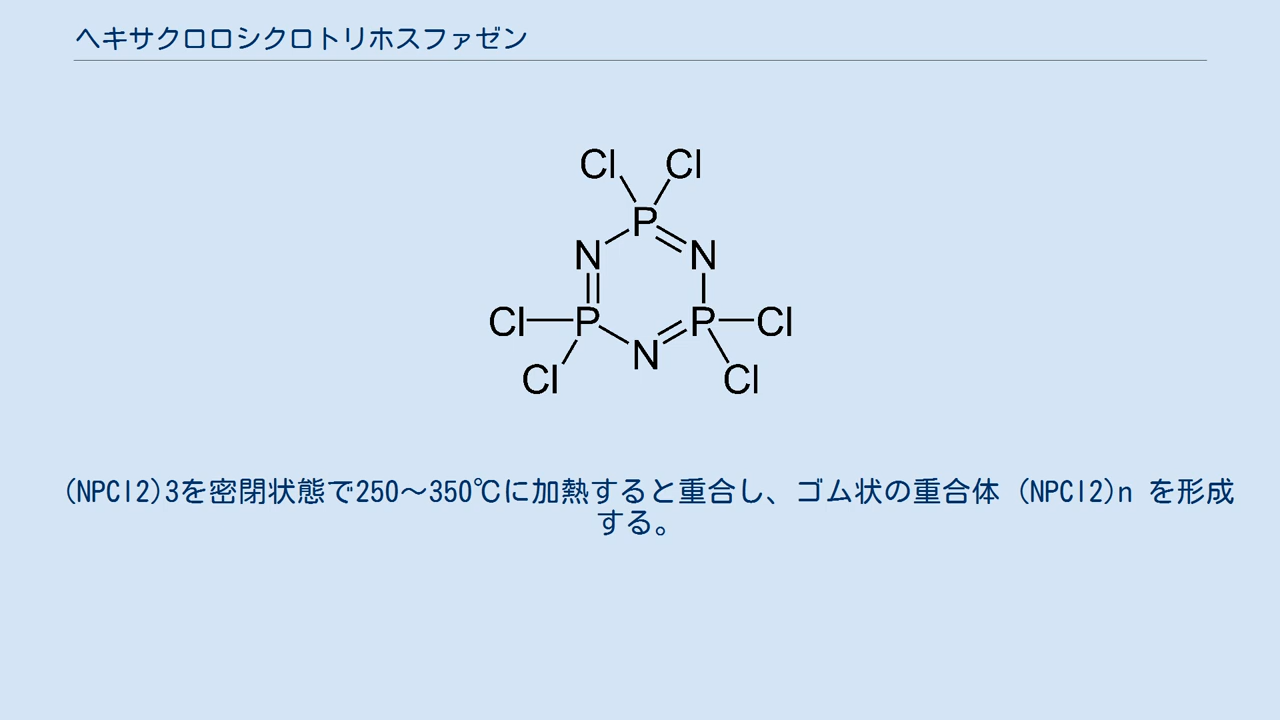 ヘキサクロロシクロトリホスファゼン
Cl Cl
P
N N
Cl P P Cl
N
Cl Cl
(NPCl2)3を密閉状態で250～350℃に加熱すると重合し、ゴム状の重合体 (NPCl2)n を形成
する。